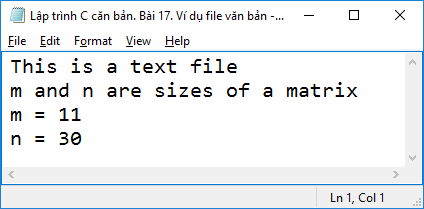 Lập trình C căn bản. Bài 17. Ví dụ file văn bản -...
File Edit Format View Help
This is a text file
m and n are sizes of a matrix
m = 11
n = 30
Ln 1, Col 1